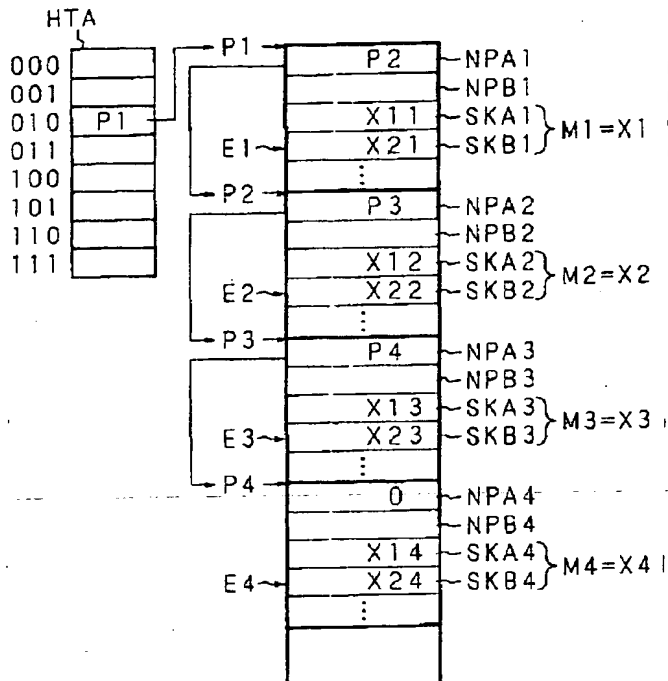 HTA
P1
P2 NPA1
000
001 NPB1
010 P1 X11 SKA1
M1=X1
011 E1 X21 SKB1
100 ⋮
101 P2 P3 NPA2
110 NPB2
111 X12 SKA2
M2=X2
E2 X22 SKB2
⋮
P3 P4 NPA3
NPB3
X13 SKA3
M3=X3
E3 X23 SKB3
⋮
P4 0 NPA4
NPB4
X14 SKA4
M4=X4
E4 X24 SKB4
⋮